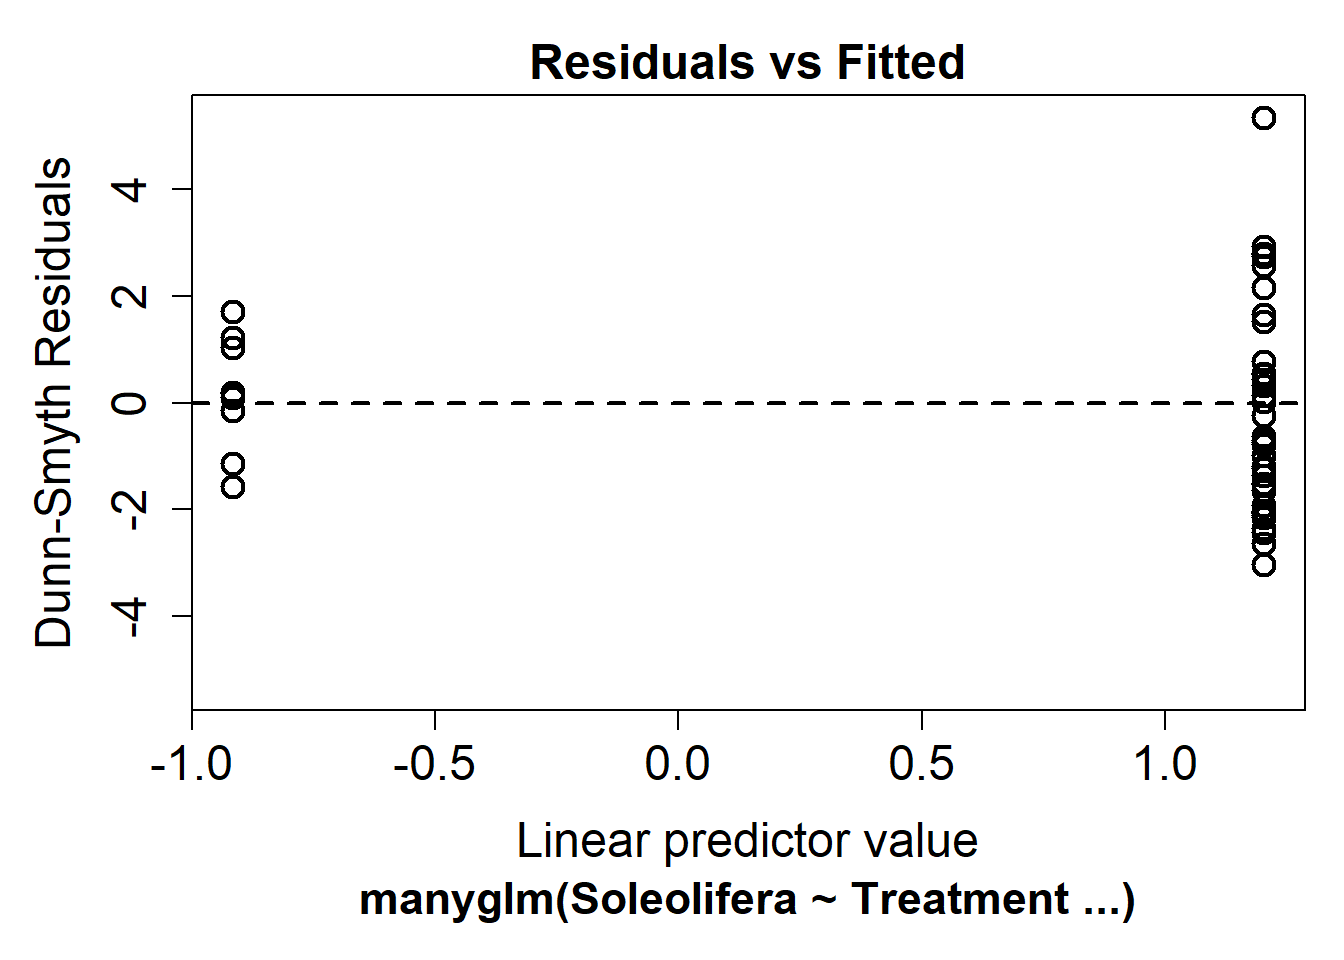 Residuals vs Fitted
Dunn-Smyth Residuals
4
2
0
-2
-4
-1.0 -0.5 0.0 0.5 1.0
Linear predictor value
manyglm(Soleolifera ~ Treatment ...)